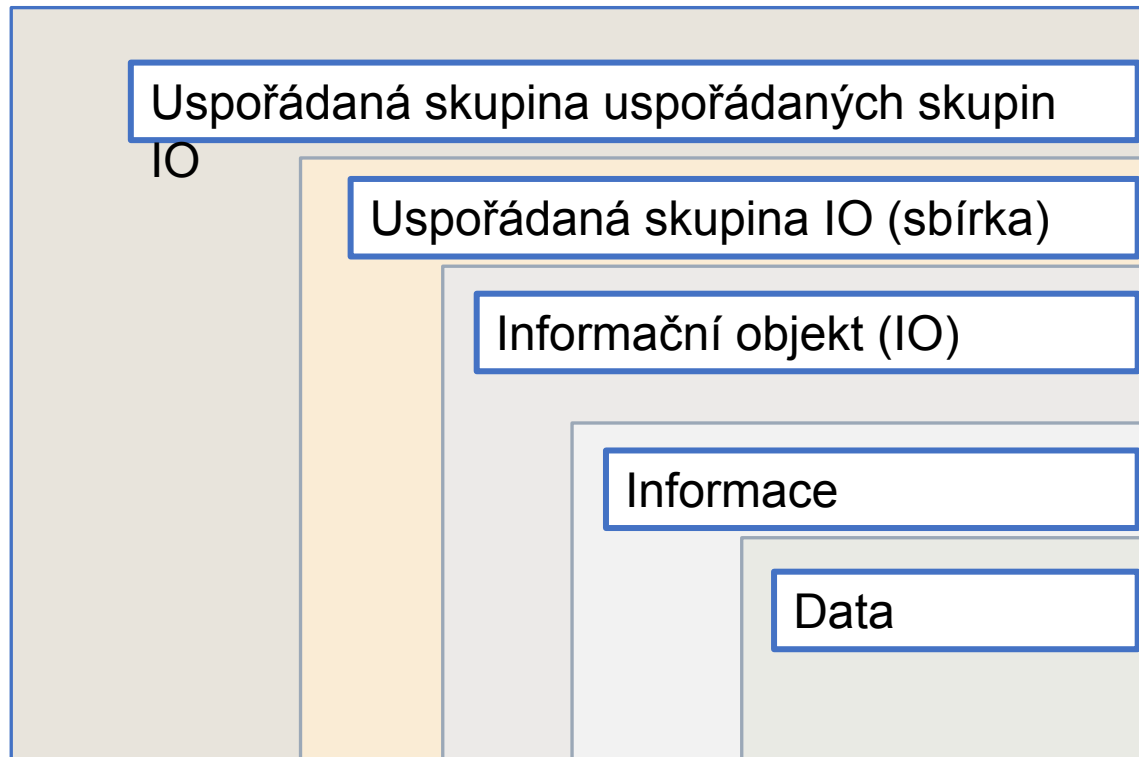 Uspořádaná skupina uspořádaných skupin
IO
Uspořádaná skupina IO (sbírka)
Informační objekt (IO)
Informace
Data